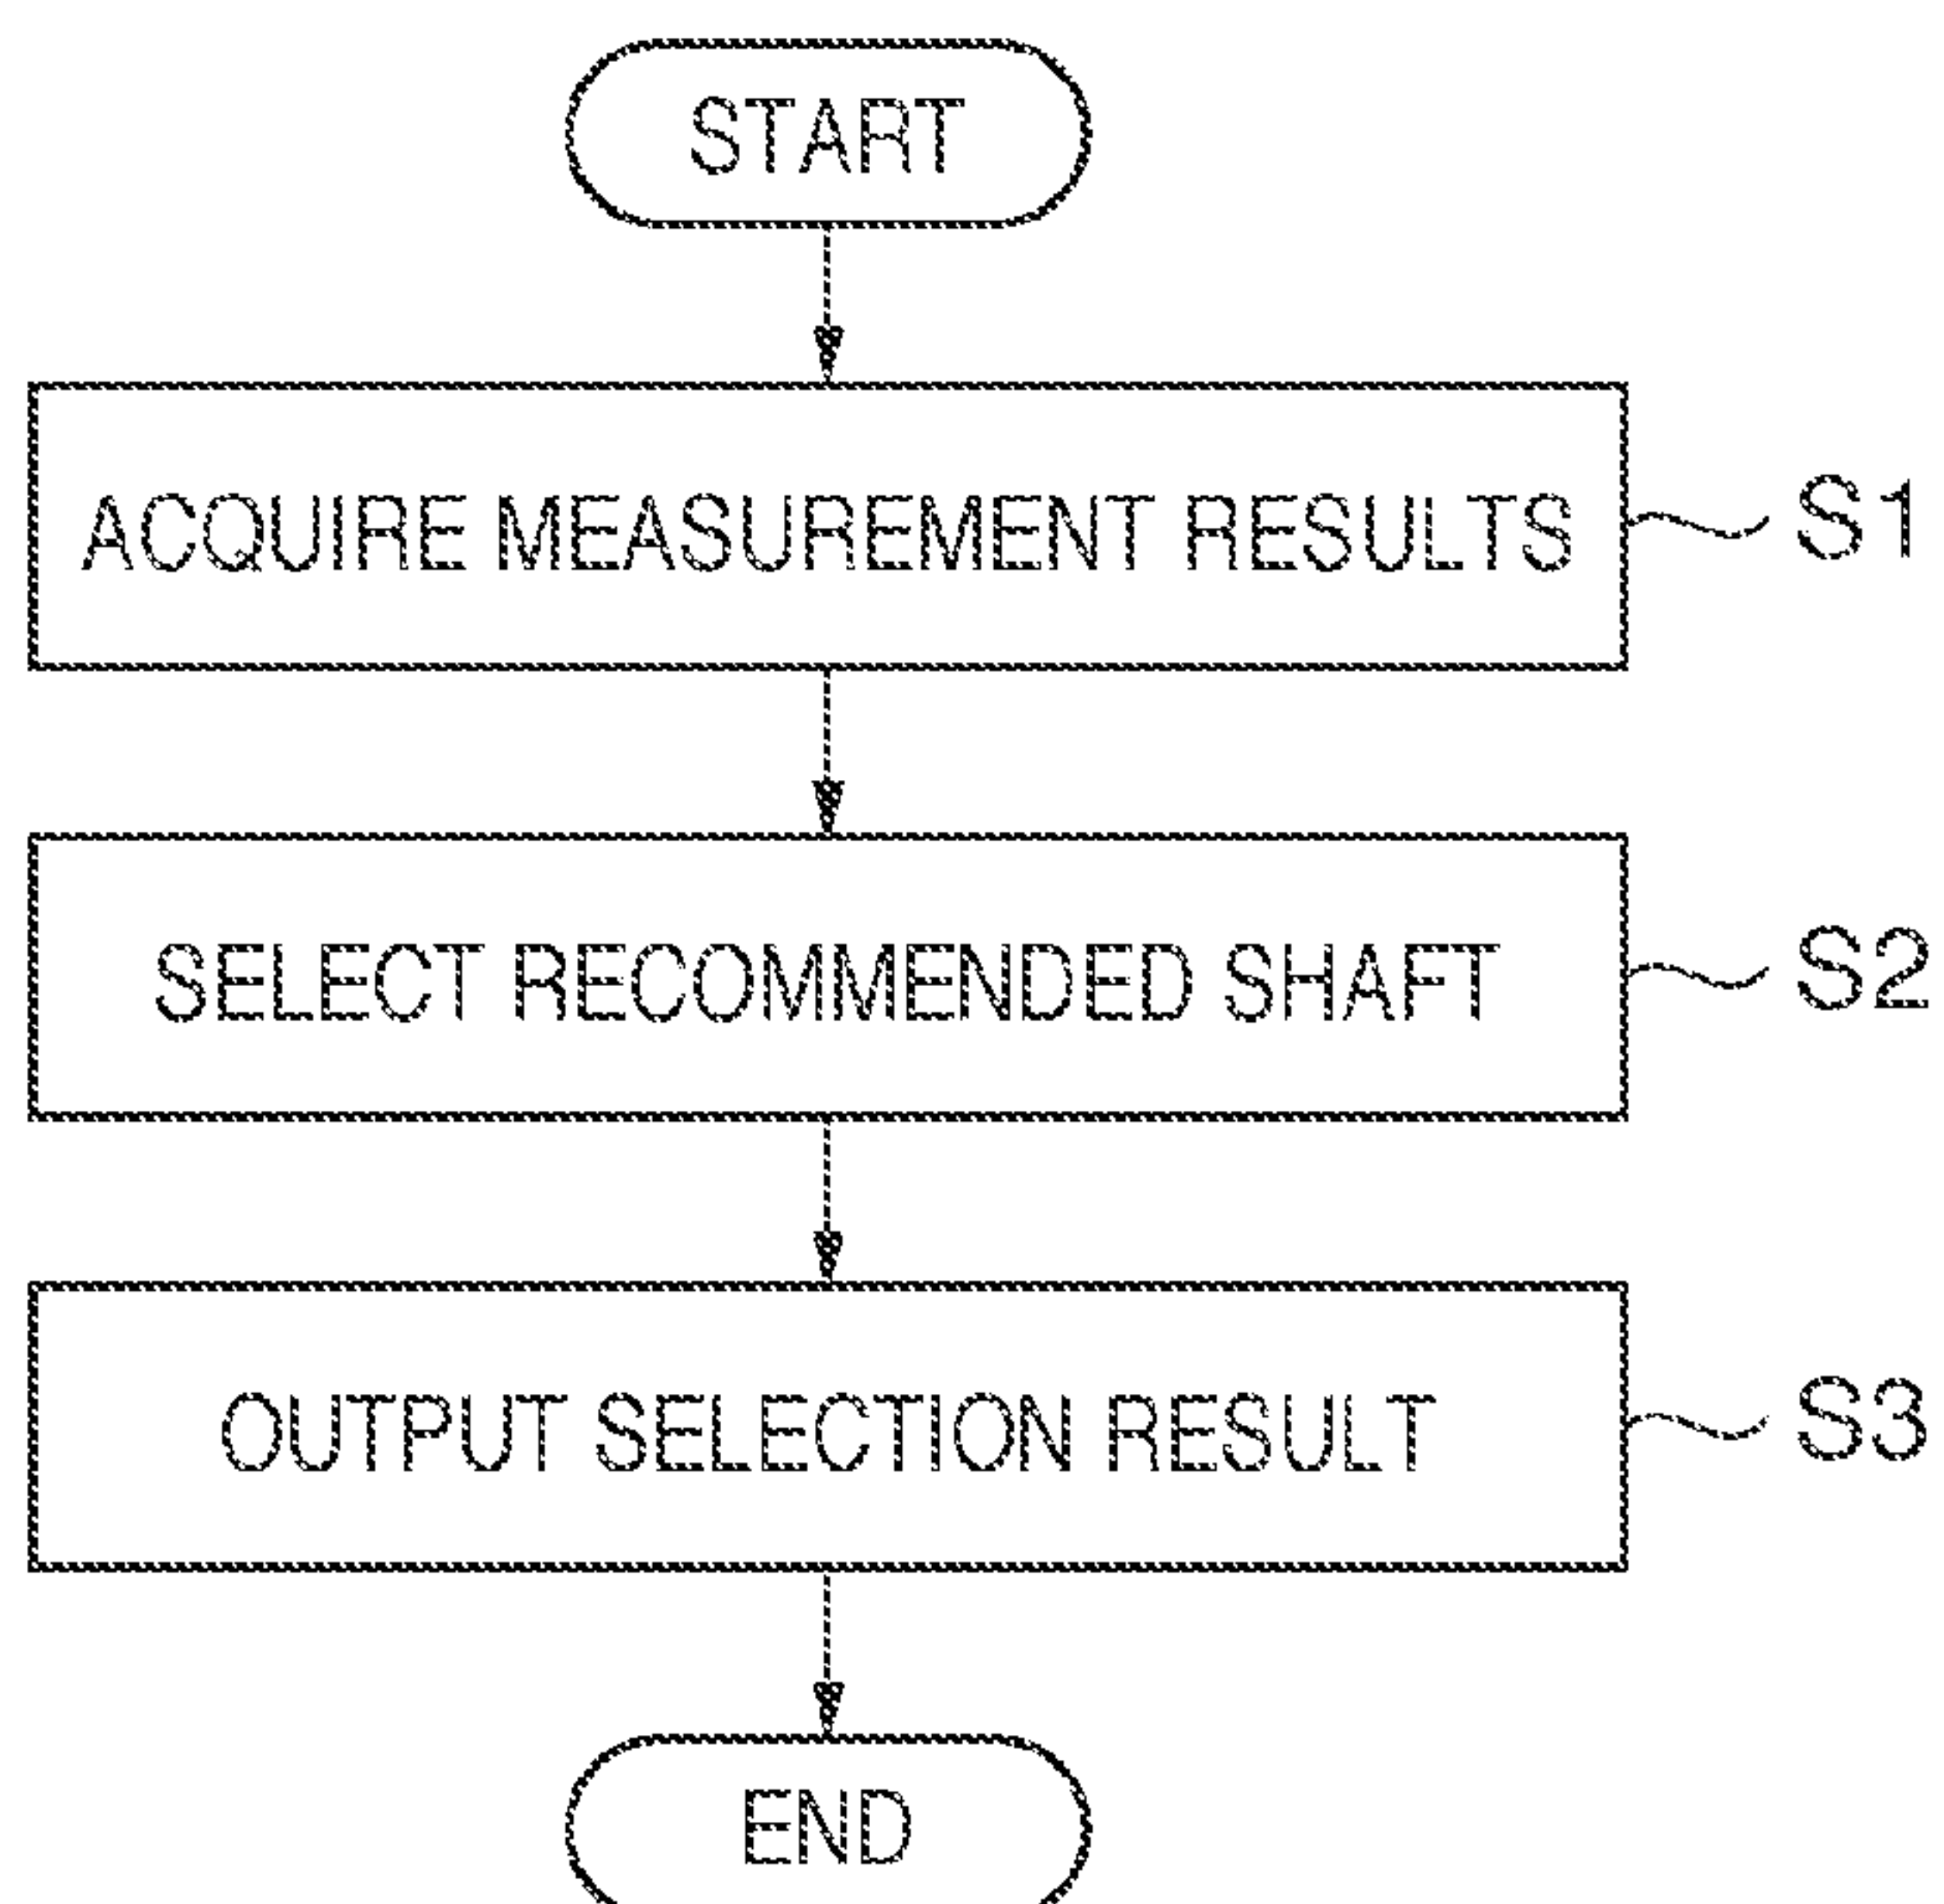 START
ACQUIRE MEASUREMENT RESULTS
S1
SELECT RECOMMENDED SHAFT
S2
OUTPUT SELECTION RESULT
S3
END